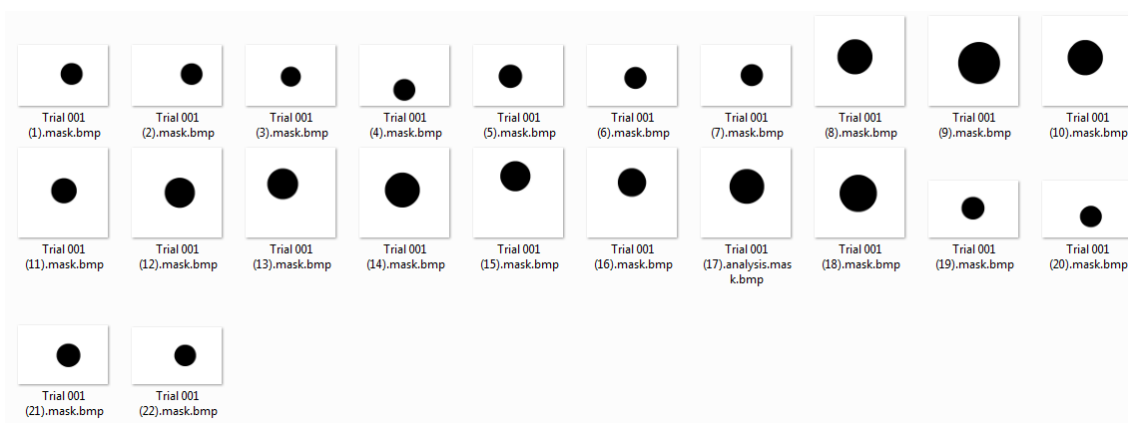 Trial 001 Trial 001 Trial 001 Trial 001 Trial 001 Trial 001 Trial 001 Trial 001 Trial 001 Trial 001
(1).mask.bmp (2).mask.bmp (3).mask.bmp (4).mask.bmp (5).mask.bmp (6).mask.bmp (7).mask.bmp (8).mask.bmp (9).mask.bmp (10).mask.bmp
Trial 001 Trial 001 Trial 001 Trial 001 Trial 001 Trial 001 Trial 001 Trial 001 Trial 001 Trial 001
(11).mask.bmp (12).mask.bmp (13).mask.bmp (14).mask.bmp (15).mask.bmp (16).mask.bmp (17).analysis.mas (18).mask.bmp (19).mask.bmp (20).mask.bmp
k.bmp
Trial 001 Trial 001
(21).mask.bmp (22).mask.bmp